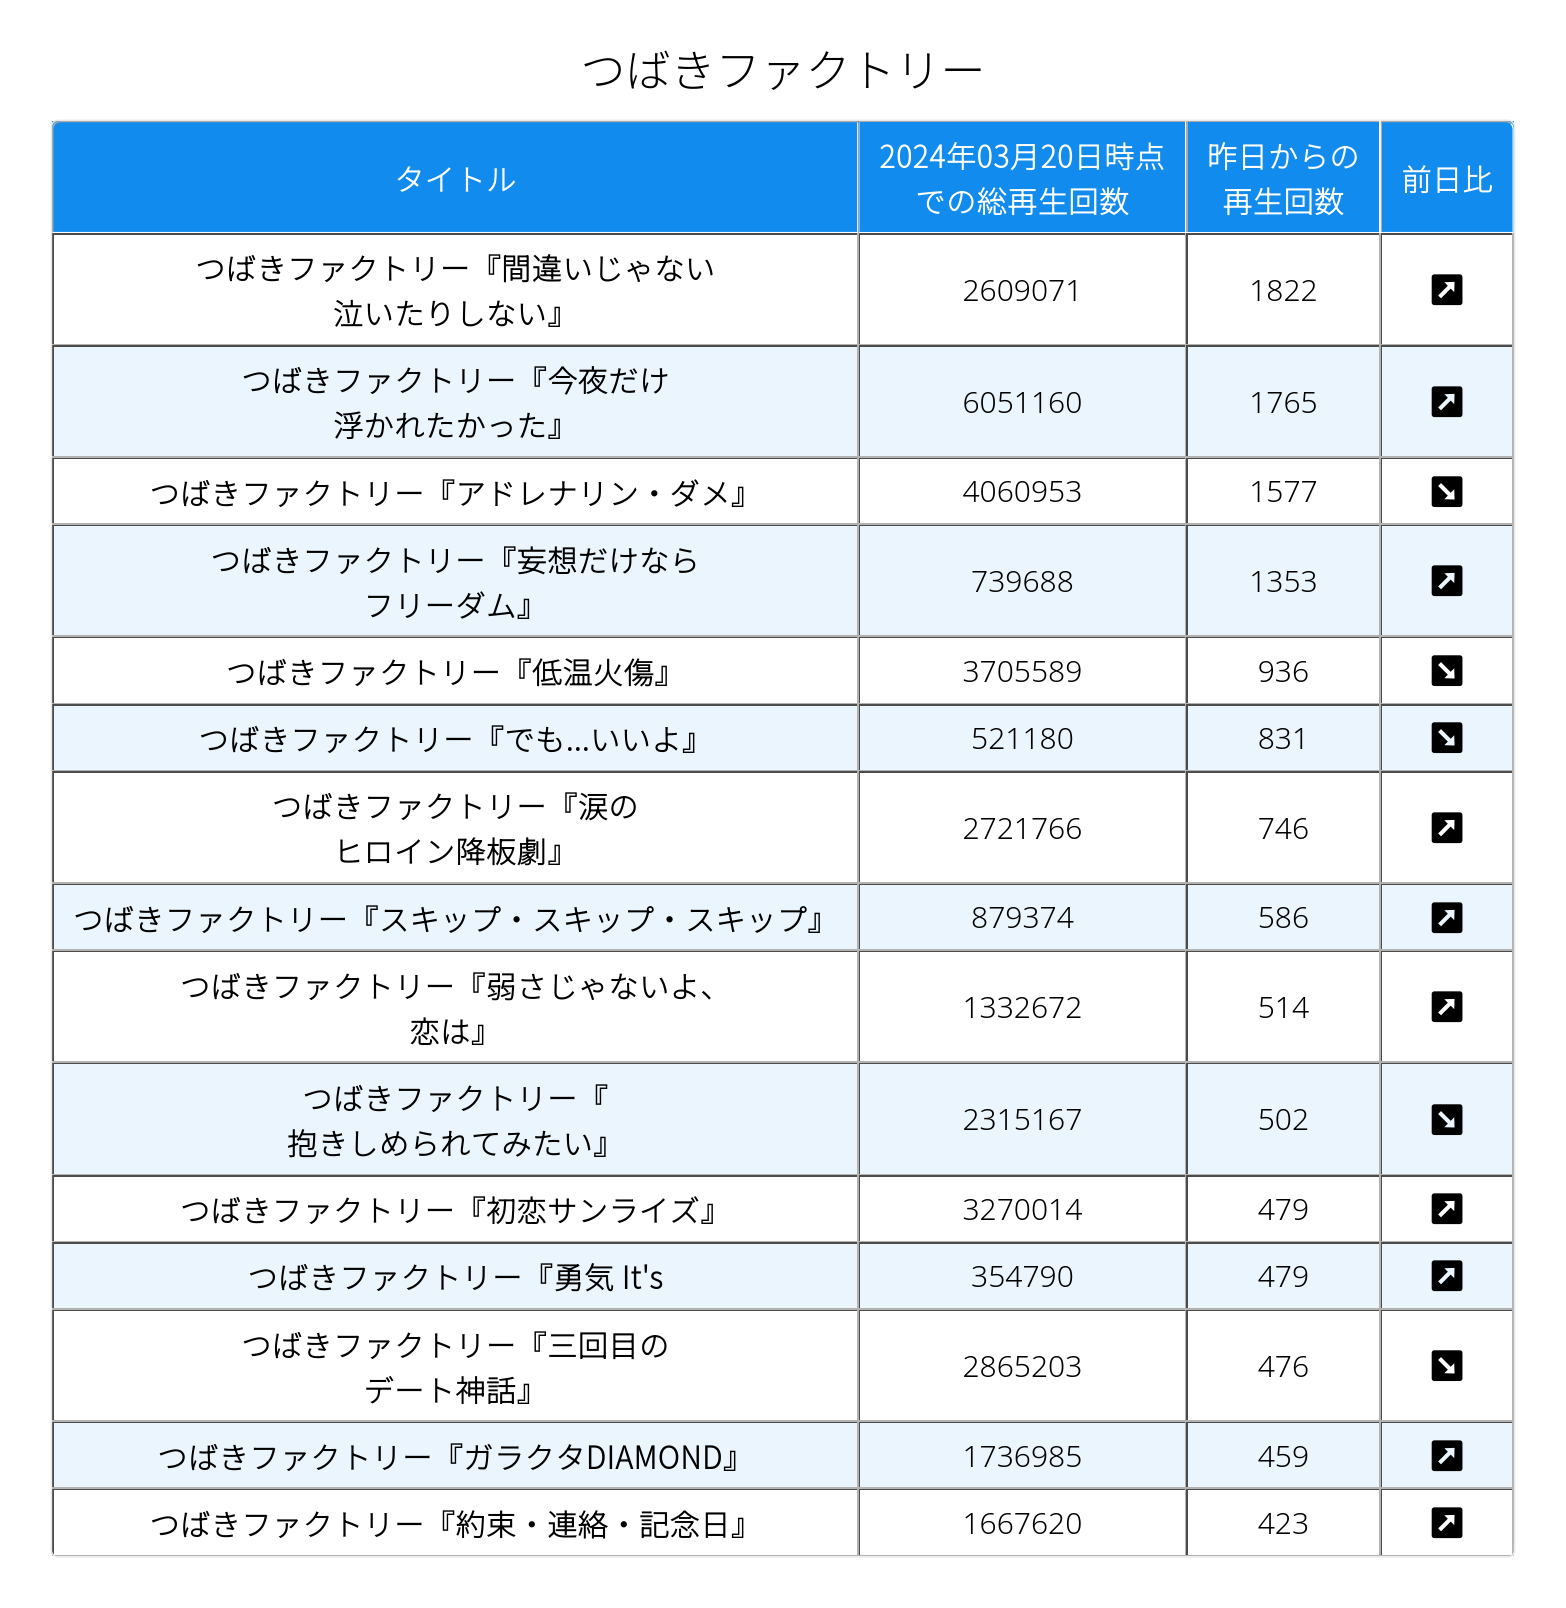 つばきファクトリー
タイトル
2024年03月20日時点
での総再生回数
昨日からの
再生回数
前日比
つばきファクトリー『間違いじゃない
泣いたりしない』
2609071
1822
つばきファクトリー『今夜だけ
浮かれたかった』
6051160
1765
つばきファクトリー『アドレナリン・ダメ』
4060953
1577
つばきファクトリー『妄想だけなら
フリーダム』
739688
1353
つばきファクトリー『低温火傷』
3705589
936
つばきファクトリー『でも...いいよ』
521180
831
つばきファクトリー『涙の
ヒロイン降板劇』
2721766
746
つばきファクトリー『スキップ・スキップ・スキップ』
879374
586
つばきファクトリー『弱さじゃないよ、
恋は』
1332672
514
つばきファクトリー『
抱きしめられてみたい』
2315167
502
つばきファクトリー『初恋サンライズ』
3270014
479
つばきファクトリー『勇気 It's
354790
479
つばきファクトリー『三回目の
デート神話』
2865203
476
つばきファクトリー『ガラクタDIAMOND』
1736985
459
つばきファクトリー『約束・連絡・記念日』
1667620
423